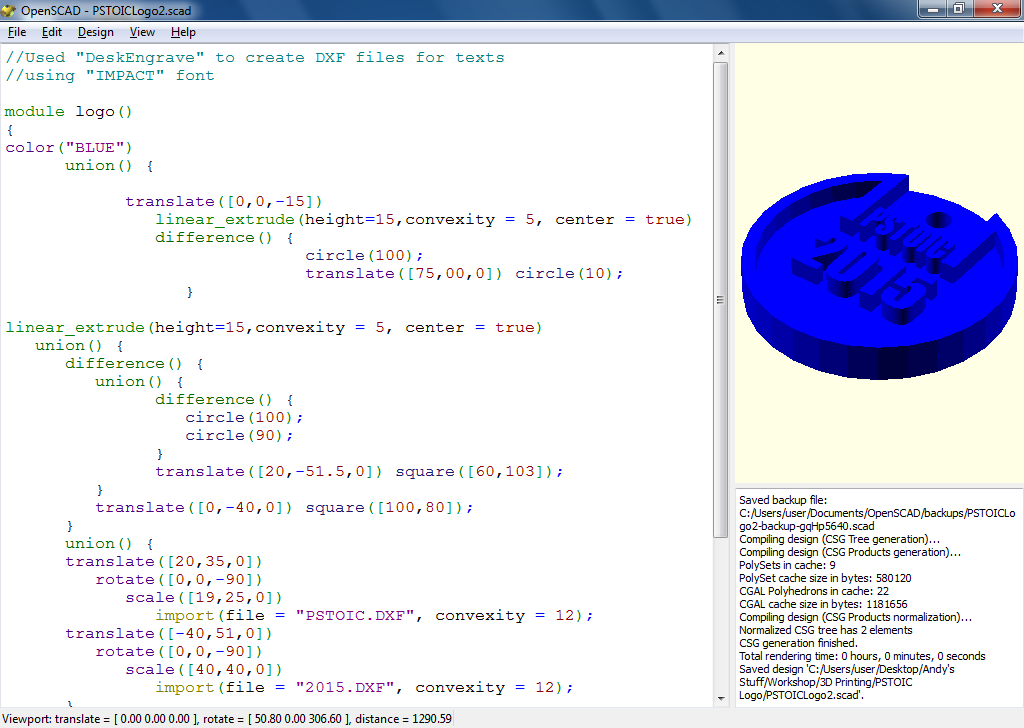 OpenSCAD - PSTOICLogo2.scad
File Edit Design View Help
//Used "DeskEngrave" to create DXF files for texts
//using "IMPACT" font
module logo()
{
color("BLUE")
union() {
translate([0,0,-15])
linear_extrude(height=15,convexity = 5, center = true)
difference() {
circle(100);
translate([75,00,0]) circle(10);
}
linear_extrude(height=15,convexity = 5, center = true)
union() {
difference() {
union() {
difference() {
circle(100);
circle(90);
}
translate([20,-51.5,0]) square([60,103]);
}
translate([0,-40,0]) square([100,80]);
}
union() {
translate([20,35,0])
rotate([0,0,-90])
scale([19,25,0])
import(file = "PSTOIC.DXF", convexity = 12);
translate([-40,51,0])
rotate([0,0,-90])
scale([40,40,0])
import(file = "2015.DXF", convexity = 12);
}
PSTOIC
2015
Saved backup file:
C:/Users/user/Documents/OpenSCAD/backups/PSTOICLo
go2-backup-gqHp5640.scad
Compiling design (CSG Tree generation)...
Compiling design (CSG Products generation)...
PolySets in cache: 9
PolySet cache size in bytes: 580120
CGAL Polyhedrons in cache: 22
CGAL cache size in bytes: 1181656
Compiling design (CSG Products normalization)...
Normalized CSG tree has 2 elements
CSG generation finished.
Total rendering time: 0 hours, 0 minutes, 0 seconds
Saved design 'C:/Users/user/Desktop/Andy's
Stuff/Workshop/3D Printing/PSTOIC
Logo/PSTOICLogo2.scad'.
Viewport: translate = [ 0.00 0.00 0.00 ], rotate = [ 50.80 0.00 306.60 ], distance = 1290.59